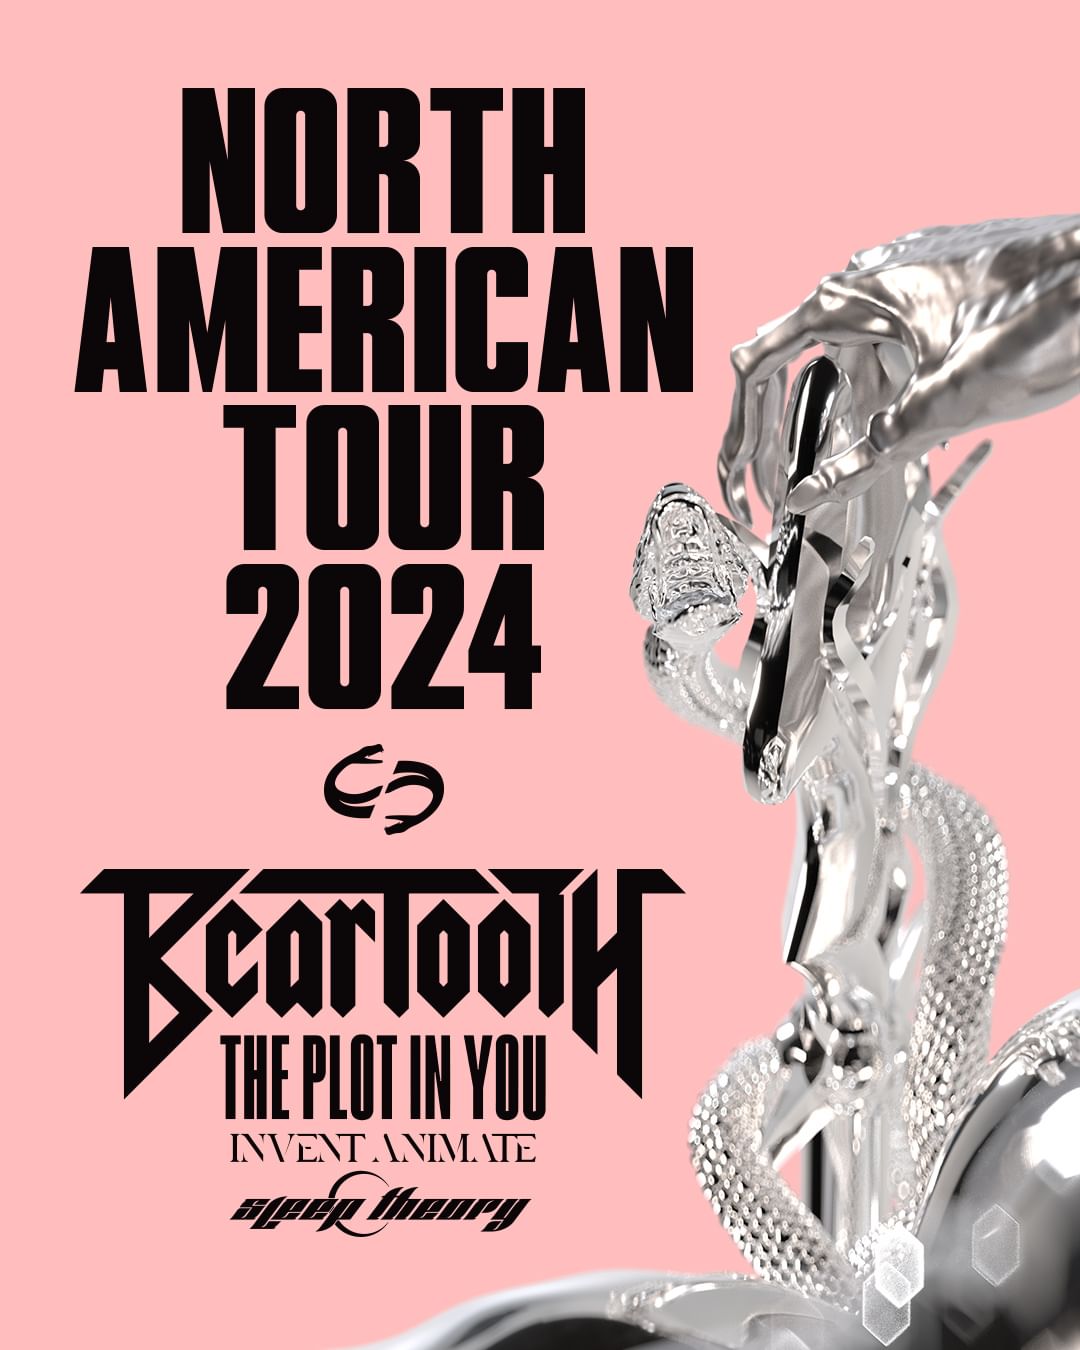 NORTH
AMERICAN
TOUR
2024
BearTooTH
THE PLOT IN YOU
INVENT ANIMATE
sleep theory